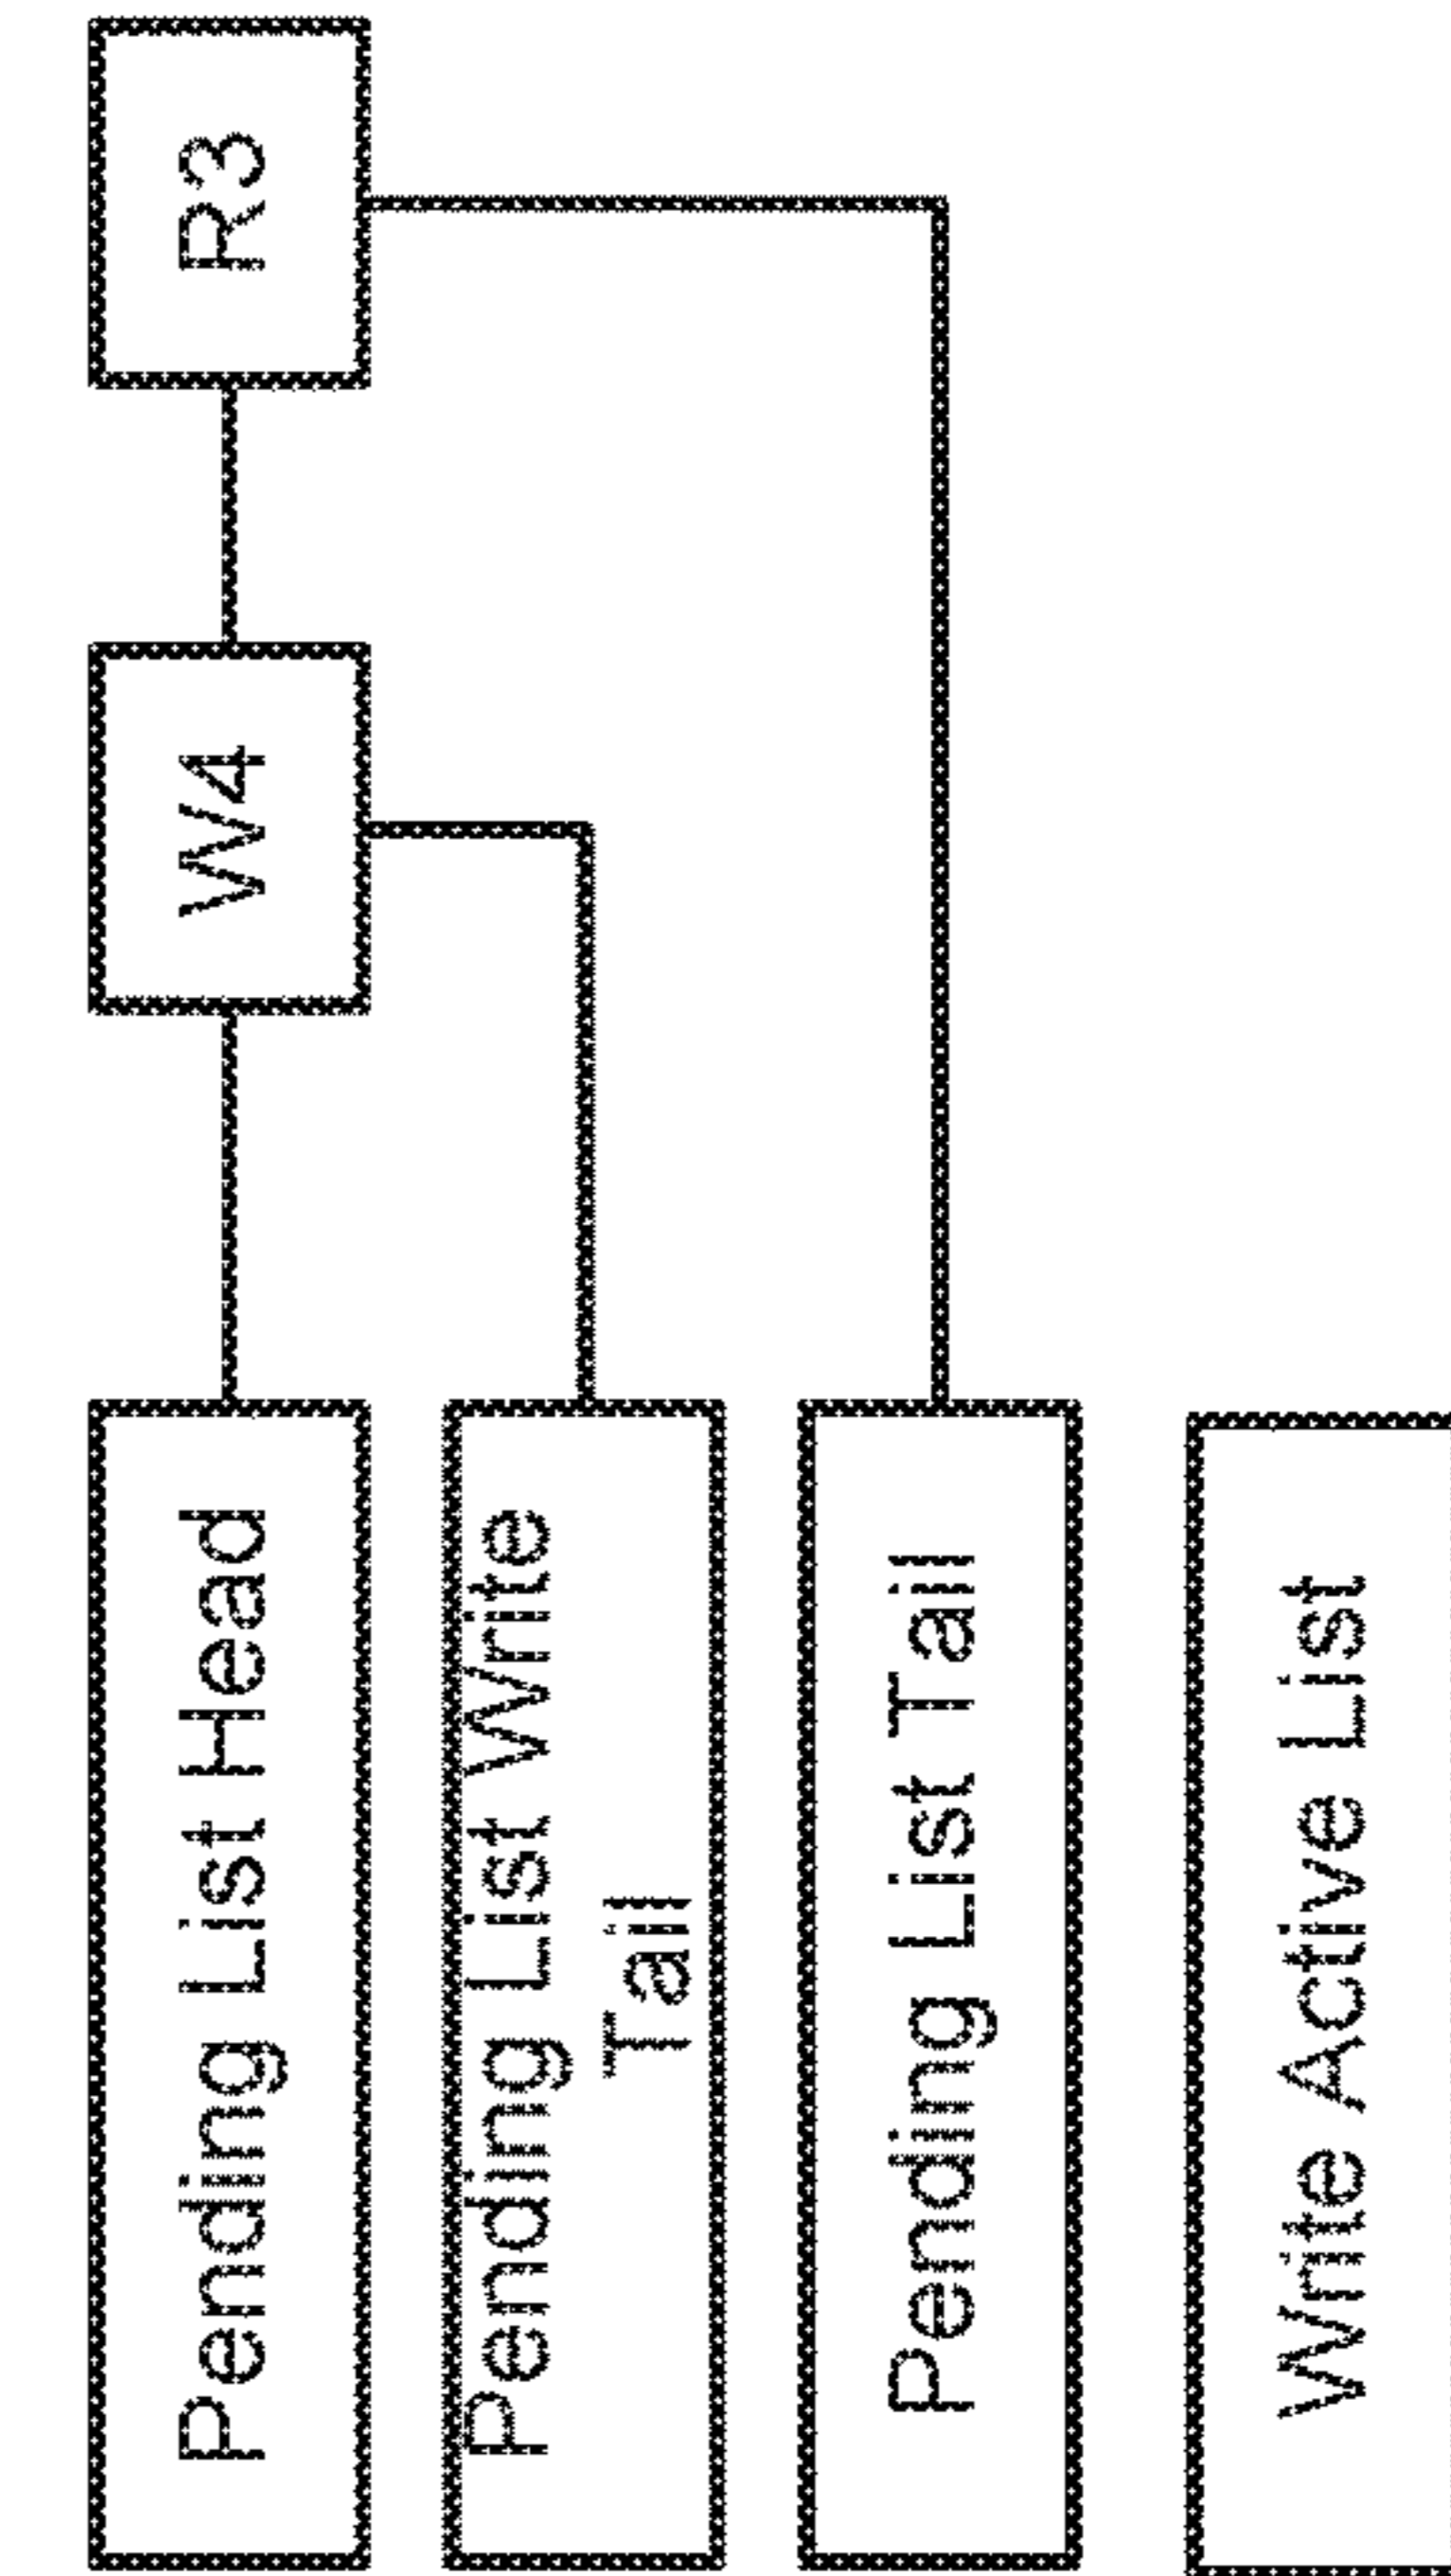 Pending List Head
W4
R3
Pending List Write
Tail
Pending List Tail
Write Active List